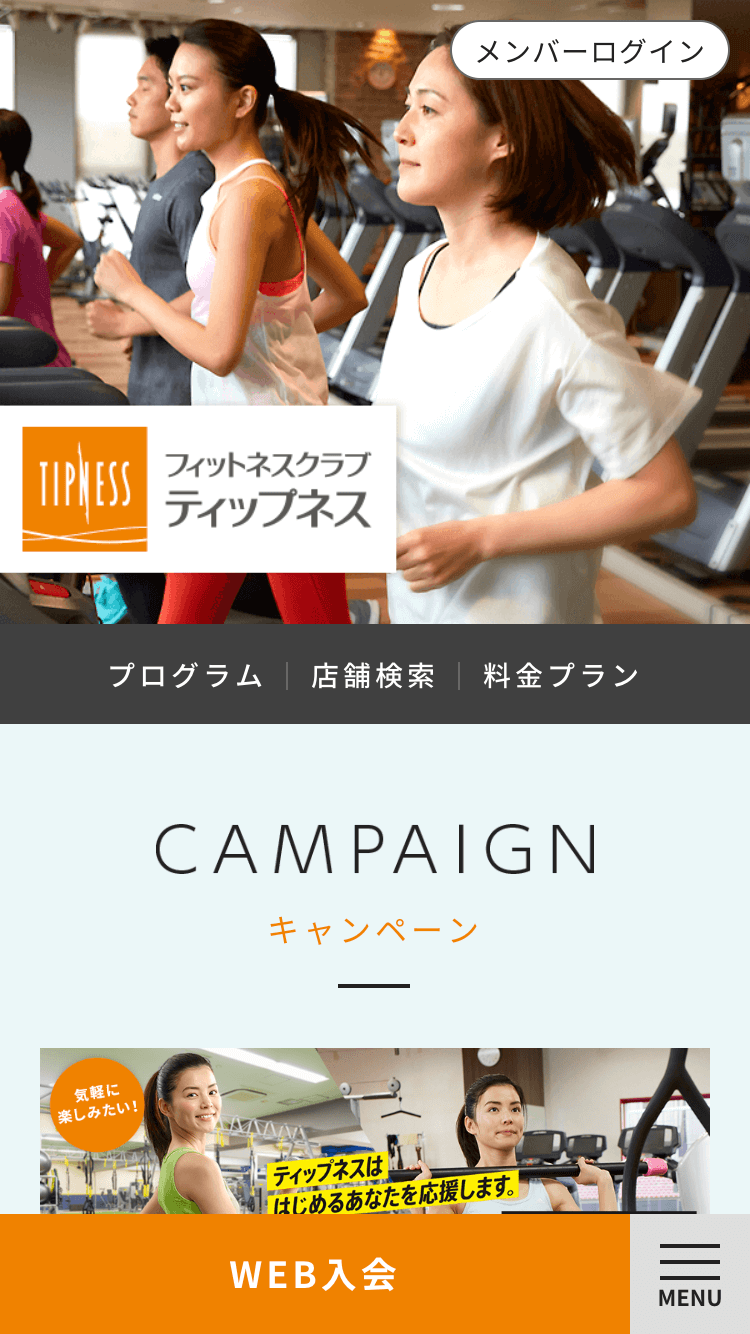 メンバーログイン
TIPNESS
フィットネスクラブ
ティップネス
プログラム
店舗検索
料金プラン
CAMPAIGN
キャンペーン
気軽に
楽しみたい!
ティップネスは
はじめるあなたを応援します。
WEB入会
MENU